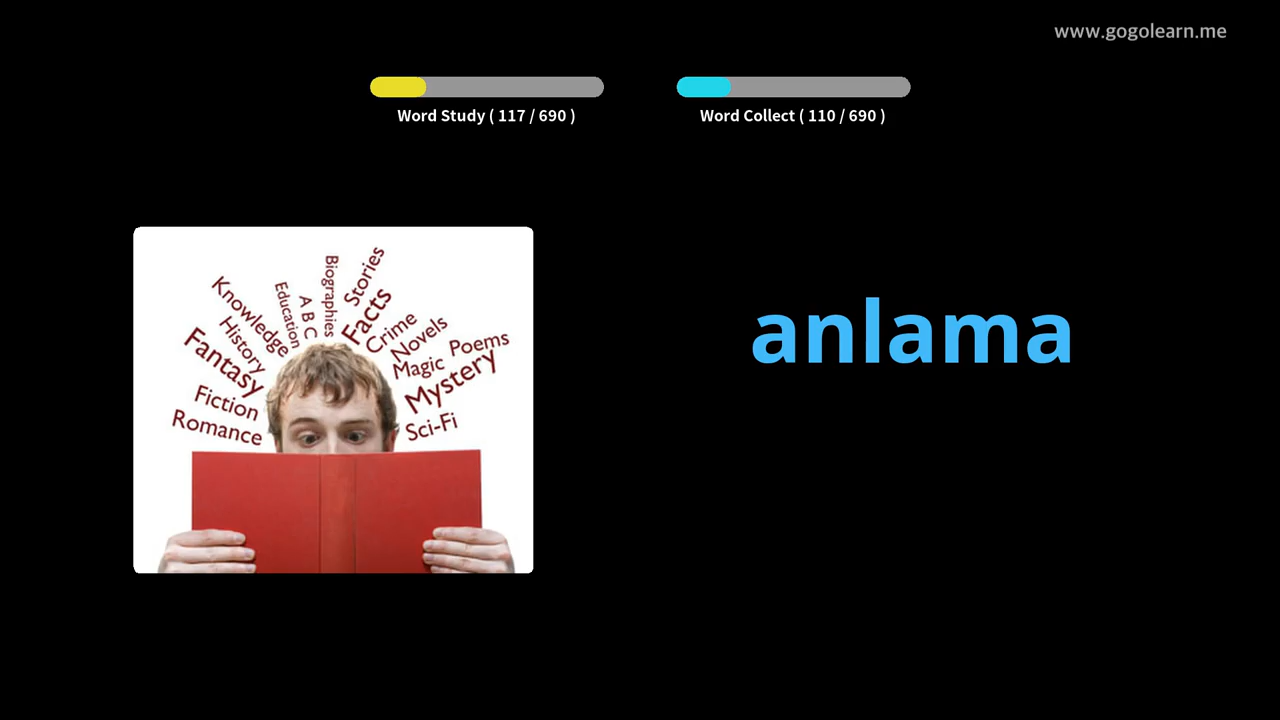 www.gogolearn.me
Word Study ( 117 / 690 )
Word Collect ( 110 / 690 )
Romance
Fiction
Fantasy
History
Knowledge
Education
A B C
Biographies
Stories
Facts
Crime
Novels
Magic
Poems
Mystery
Sci-Fi
anlama